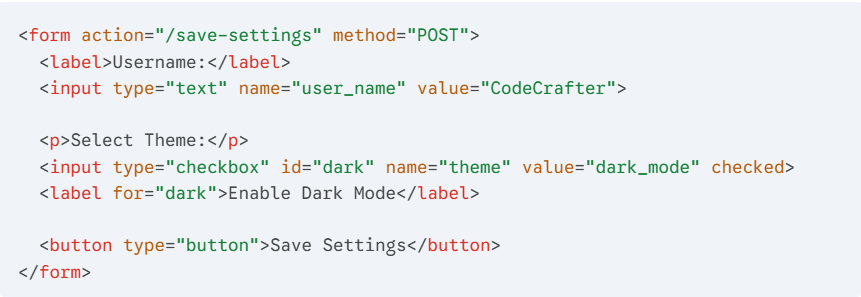 <form action="/save-settings" method="POST">
  <label>Username:</label>
  <input type="text" name="user_name" value="CodeCrafter">

  <p>Select Theme:</p>
  <input type="checkbox" id="dark" name="theme" value="dark_mode" checked>
  <label for="dark">Enable Dark Mode</label>

  <button type="button">Save Settings</button>
</form>